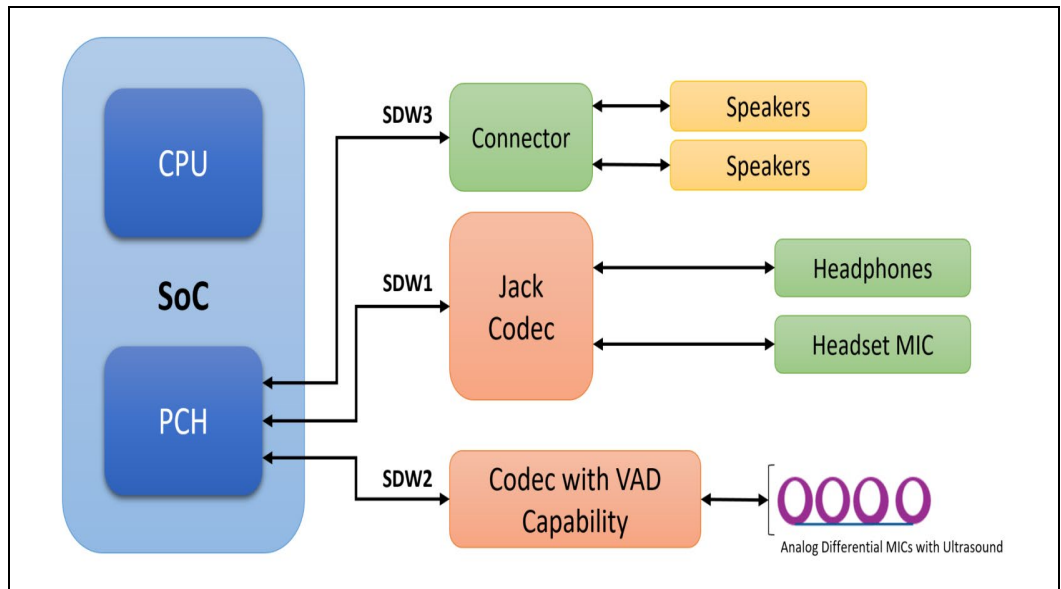 CPU
SoC
PCH
SDW3
Connector
Speakers
Speakers
SDW1
Jack
Codec
Headphones
Headset MIC
SDW2
Codec with VAD
Capability
Analog Differential MICs with Ultrasound